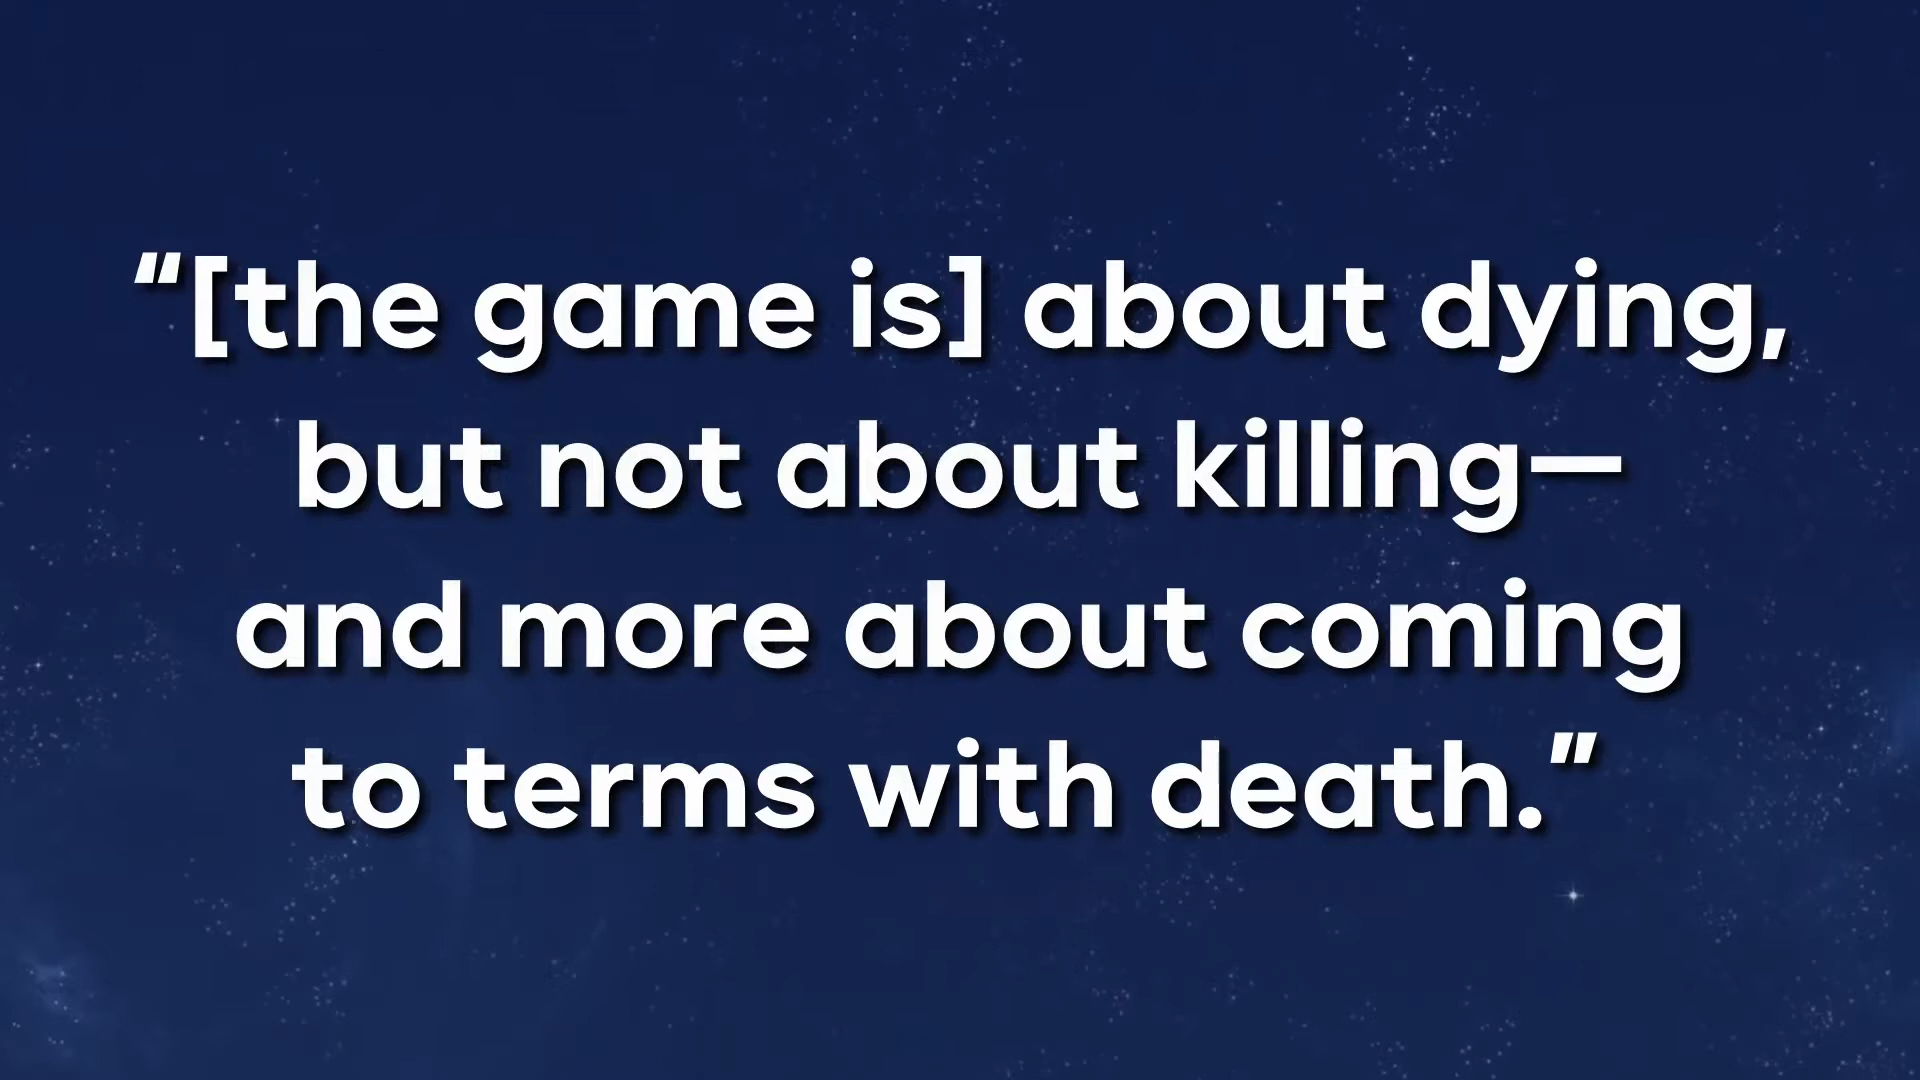 “[the game is] about dying,
but not about killing—
and more about coming
to terms with death.”